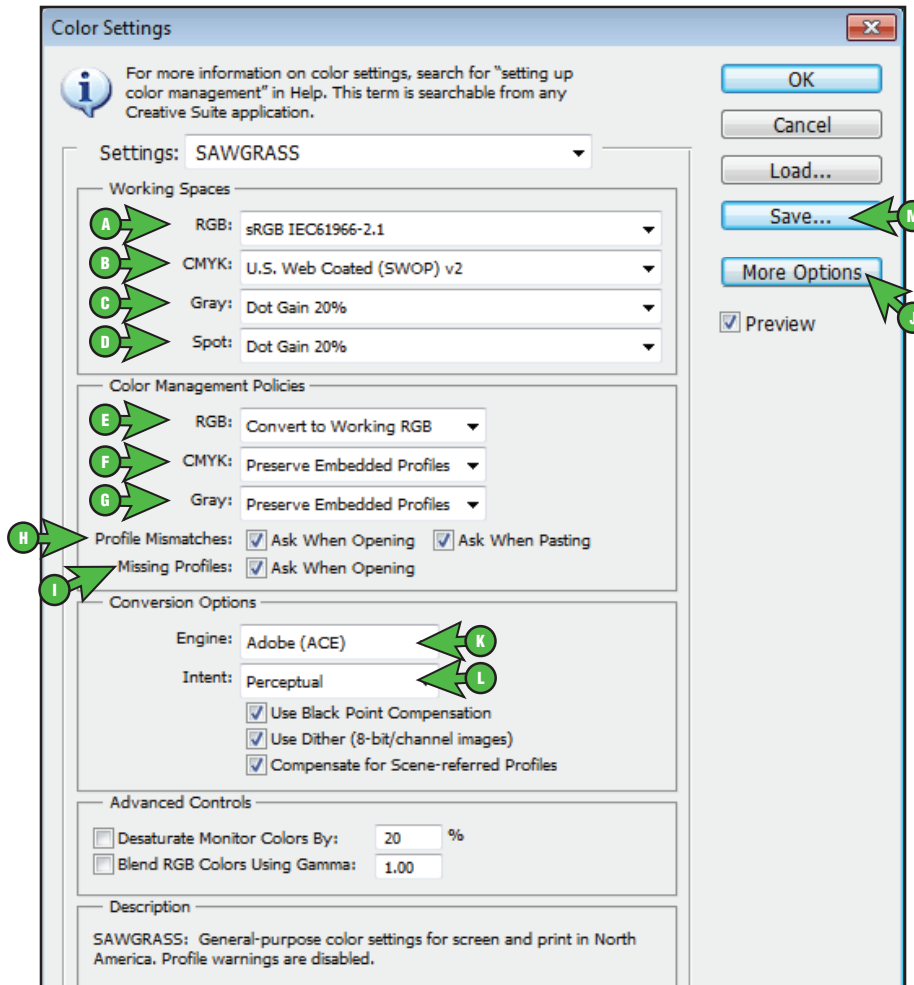 Color Settings
For more information on color settings, search for "setting up
color management" in Help. This term is searchable from any
Creative Suite application.
OK
Cancel
Load...
Save...
M
More Options
J
Preview
Settings: SAWGRASS
Working Spaces
A RGB: sRGB IEC61966-2.1
B CMYK: U.S. Web Coated (SWOP) v2
C Gray: Dot Gain 20%
D Spot: Dot Gain 20%
Color Management Policies
E RGB: Convert to Working RGB
F CMYK: Preserve Embedded Profiles
G Gray: Preserve Embedded Profiles
H Profile Mismatches: Ask When Opening Ask When Pasting
I Missing Profiles: Ask When Opening
Conversion Options
Engine: Adobe (ACE) K
Intent: Perceptual L
Use Black Point Compensation
Use Dither (8-bit/channel images)
Compensate for Scene-referred Profiles
Advanced Controls
Desaturate Monitor Colors By: 20 %
Blend RGB Colors Using Gamma: 1.00
Description
SAWGRASS: General-purpose color settings for screen and print in North
America. Profile warnings are disabled.